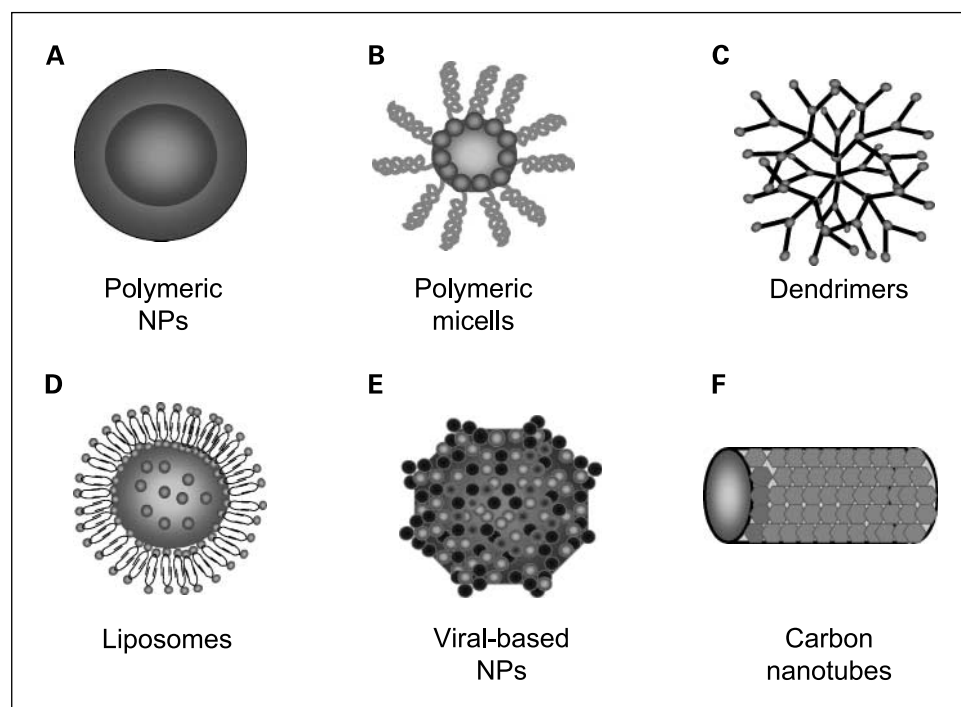 A
B
C
Polymeric
NPs
Polymeric
micells
Dendrimers
D
E
F
Liposomes
Viral-based
NPs
Carbon
nanotubes